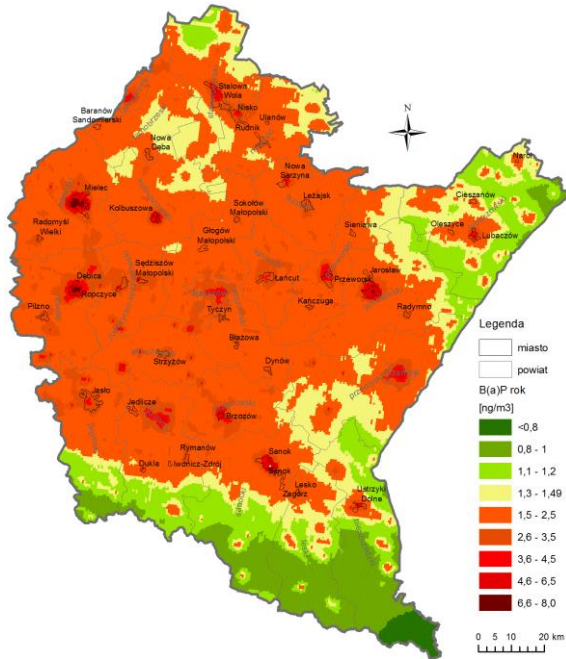 Stalowa
Wola
Nisko
Rudnik
Ulanów
Baranów
Sandomierski
Nowa
Dęba
Nowa
Sarzyna
Narol
Cieszanów
Mielec
Kolbuszowa
Leżajsk
Oleszyce
Lubaczów
Radomyśl
Wielki
Sokołów
Małopolski
Głogów
Małopolski
Sieniawa
Dębica
Ropczyce
Sędziszów
Małopolski
Łańcut
Przeworsk
Jarosław
Pilzno
Tyczyn
Kańczuga
Radymno
Błażowa
Strzyżów
Dynów
Jasło
Jedlicze
Brzozów
Rymanów
Dukla
Iwonicz-Zdrój
Sanok
Sanok
Lesko
Zagórz
Ustrzyki
Dolne
N
Legenda
miasto
powiat
B(a)P rok
[ng/m3]
<0,8
0,8 - 1
1,1 - 1,2
1,3 - 1,49
1,5 - 2,5
2,6 - 3,5
3,6 - 4,5
4,6 - 6,5
6,6 - 8,0
0 5 10 20 km